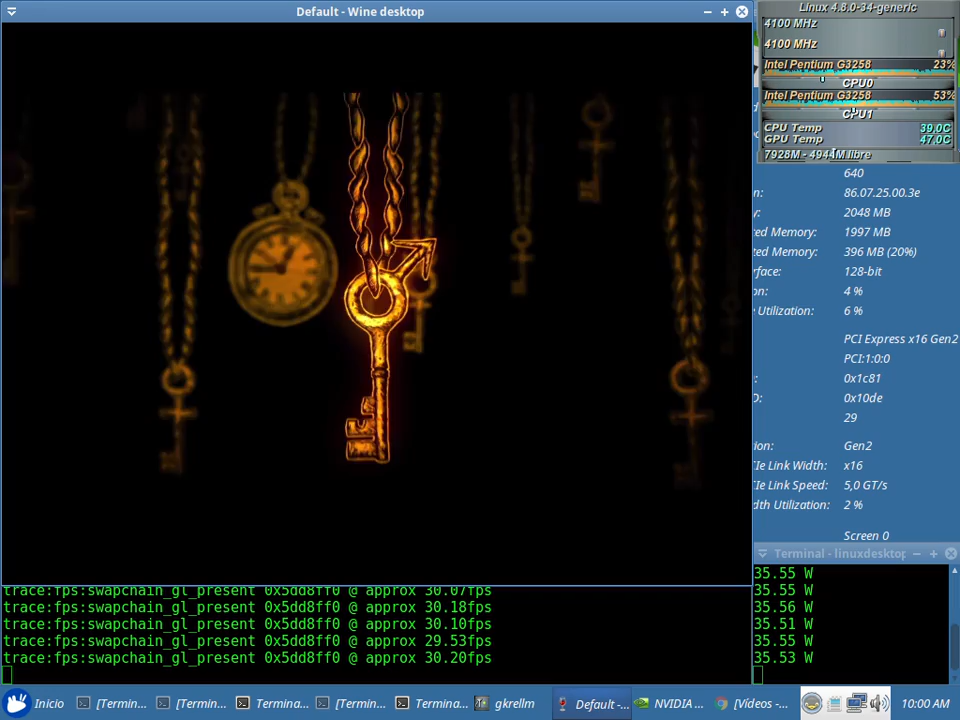 Default - Wine desktop
Linux 4.8.0-34-generic
4100 MHz
4100 MHz
Intel Pentium G3258 23%
CPU0
Intel Pentium G3258 53%
CPU1
CPU Temp 39,0C
GPU Temp 47,0C
7928M - 4944M libre
640
n: 86.07.25.00.3e
y: 2048 MB
ted Memory: 1997 MB
ted Memory: 396 MB (20%)
rface: 128-bit
on: 4 %
Utilization: 6 %
PCI Express x16 Gen2
PCI:1:0:0
: 0x1c81
D: 0x10de
29
ion: Gen2
Ie Link Width: x16
Ie Link Speed: 5,0 GT/s
dth Utilization: 2 %
Screen 0
Terminal - linuxdesktop
trace:fps:swapchain_gl_present 0x5dd8ff0 @ approx 30.07fps
trace:fps:swapchain_gl_present 0x5dd8ff0 @ approx 30.18fps
trace:fps:swapchain_gl_present 0x5dd8ff0 @ approx 30.10fps
trace:fps:swapchain_gl_present 0x5dd8ff0 @ approx 29.53fps
trace:fps:swapchain_gl_present 0x5dd8ff0 @ approx 30.20fps
35.55 W
35.55 W
35.56 W
35.51 W
35.55 W
35.53 W
Inicio [Termin... [Termin... Termina... [Termin... Termina... gkrellm Default -... NVIDIA ... [Vídeos -... 10:00 AM